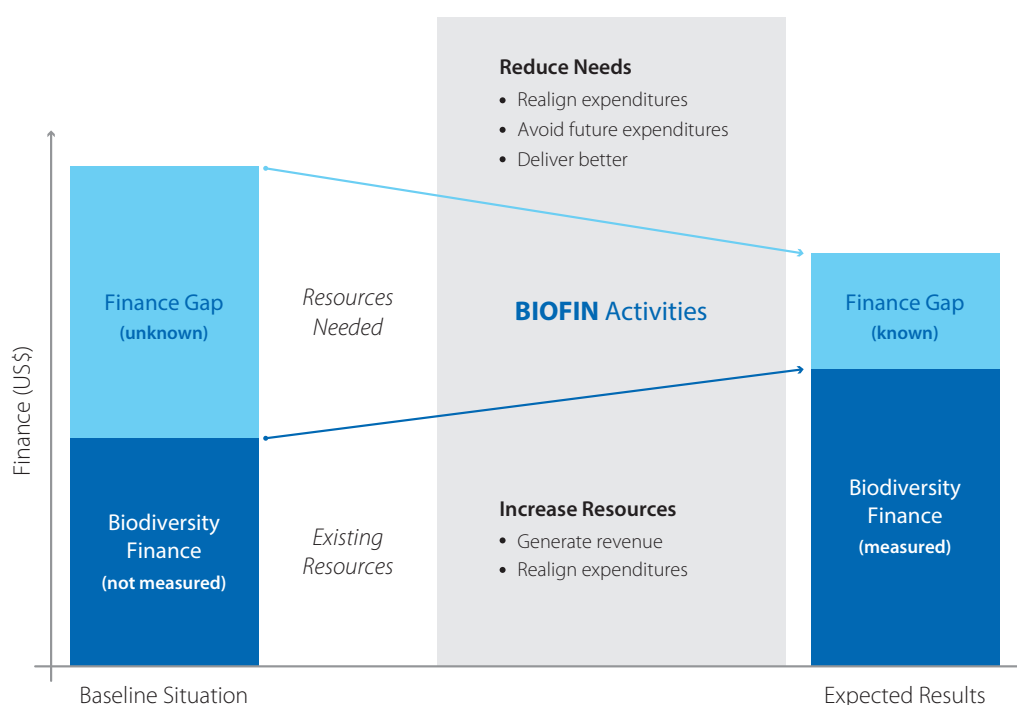 Reduce Needs
• Realign expenditures
• Avoid future expenditures
• Deliver better
Finance (US$)
Finance Gap
(unknown)
Resources
Needed
BIOFIN Activities
Finance Gap
(known)
Biodiversity
Finance
(not measured)
Existing
Resources
Increase Resources
• Generate revenue
• Realign expenditures
Biodiversity
Finance
(measured)
Baseline Situation
Expected Results